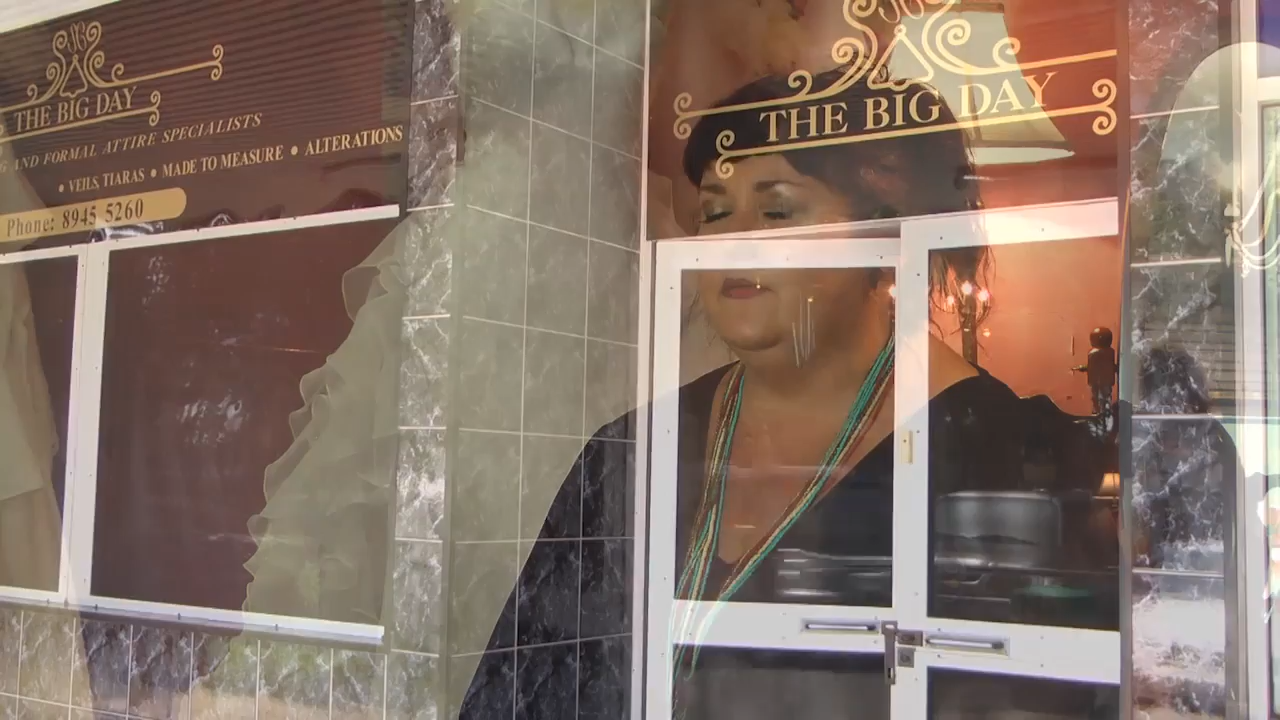 THE BIG DAY
AND FORMAL ATTIRE SPECIALISTS
• VEILS, TIARAS • MADE TO MEASURE • ALTERATIONS
Phone: 8945 5260
THE BIG DAY